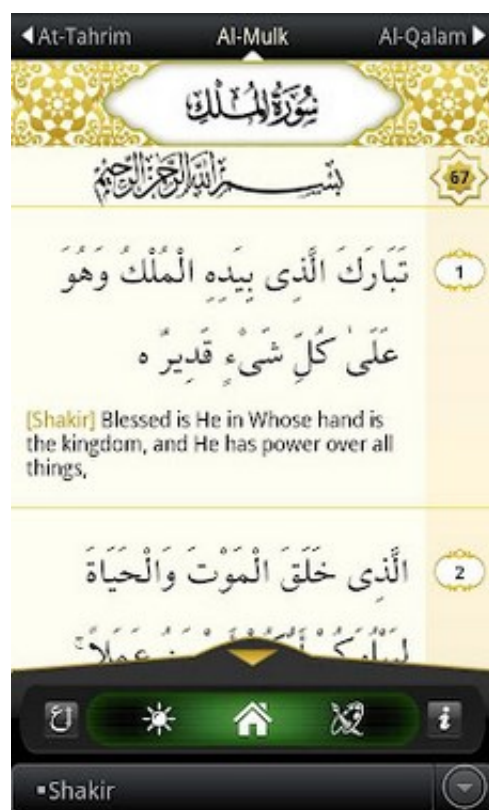 At-Tahrim Al-Mulk Al-Qalam
سُورَةُ الْمُلْكِ
بِسْمِ اللَّهِ الرَّحْمَٰنِ الرَّحِيمِ
67
تَبَارَكَ الَّذِى بِيَدِهِ الْمُلْكُ وَهُوَ
1
عَلَىٰ كُلِّ شَىْءٍ قَدِيرٌ ه
[Shakir] Blessed is He in Whose hand is
the kingdom, and He has power over all
things,
الَّذِى خَلَقَ الْمَوْتَ وَالْحَيَاةَ
2
عَمَلًا ۚ
i
▪Shakir